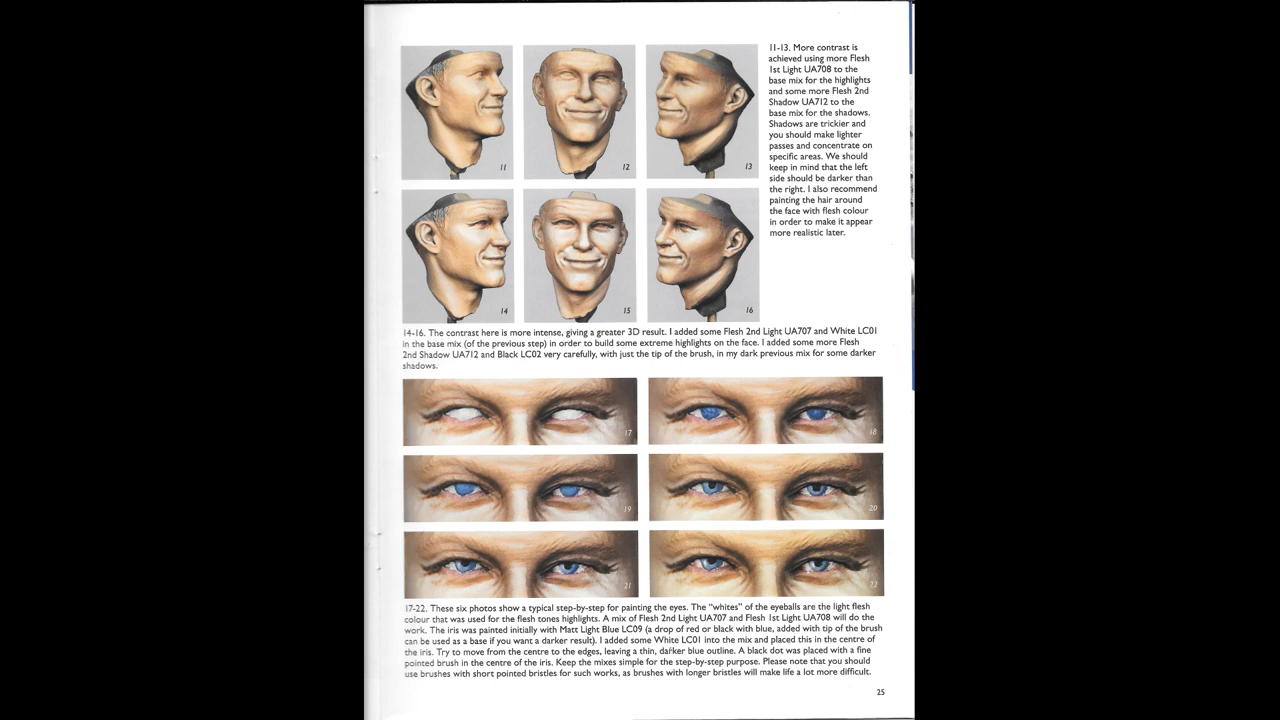 11-13. More contrast is
achieved using more Flesh
1st Light UA708 to the
base mix for the highlights
and some more Flesh 2nd
Shadow UA712 to the
base mix for the shadows.
Shadows are trickier and
you should make lighter
passes and concentrate on
specific areas. We should
keep in mind that the left
side should be darker than
the right. I also recommend
painting the hair around
the face with flesh colour
in order to make it appear
more realistic later.
11
12
13
14
15
16
14-16. The contrast here is more intense, giving a greater 3D result. I added some Flesh 2nd Light UA707 and White LC01
in the base mix (of the previous step) in order to build some extreme highlights on the face. I added some more Flesh
2nd Shadow UA712 and Black LC02 very carefully, with just the tip of the brush, in my dark previous mix for some darker
shadows.
17
18
19
20
21
22
17-22. These six photos show a typical step-by-step for painting the eyes. The “whites” of the eyeballs are the light flesh
colour that was used for the flesh tones highlights. A mix of Flesh 2nd Light UA707 and Flesh 1st Light UA708 will do the
work. The iris was painted initially with Matt Light Blue LC09 (a drop of red or black with blue, added with tip of the brush
can be used as a base if you want a darker result). I added some White LC01 into the mix and placed this in the centre of
the iris. Try to move from the centre to the edges, leaving a thin, darker blue outline. A black dot was placed with a fine
pointed brush in the centre of the iris. Keep the mixes simple for the step-by-step purpose. Please note that you should
use brushes with short pointed bristles for such works, as brushes with longer bristles will make life a lot more difficult.
25